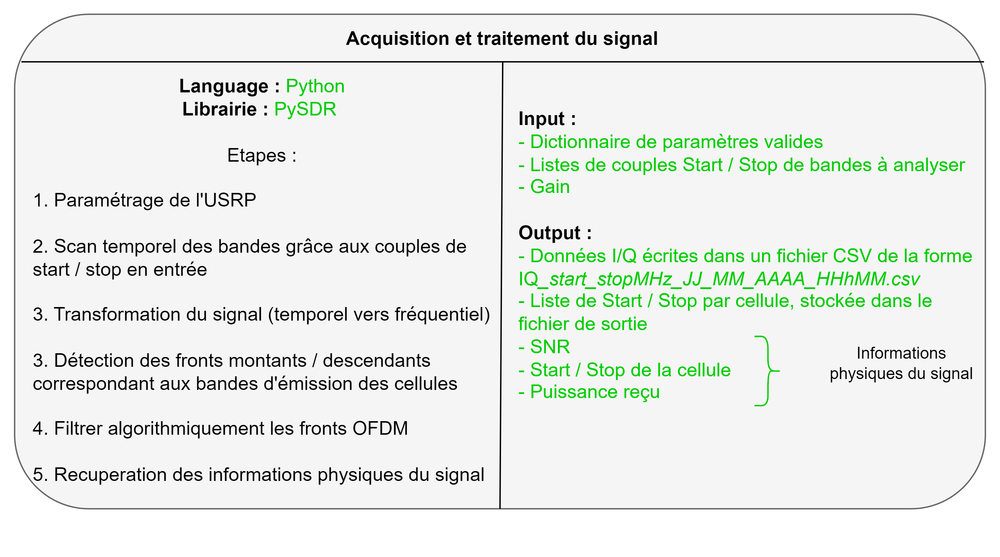 Acquisition et traitement du signal
Language : Python
Librairie : PySDR
Etapes :
1. Paramétrage de l'USRP
2. Scan temporel des bandes grâce aux couples de
start / stop en entrée
3. Transformation du signal (temporel vers fréquentiel)
3. Détection des fronts montants / descendants
correspondant aux bandes d'émission des cellules
4. Filtrer algorithmiquement les fronts OFDM
5. Recuperation des informations physiques du signal
Input :
- Dictionnaire de paramètres valides
- Listes de couples Start / Stop de bandes à analyser
- Gain
Output :
- Données I/Q écrites dans un fichier CSV de la forme
IQ_start_stopMHz_JJ_MM_AAAA_HHhMM.csv
- Liste de Start / Stop par cellule, stockée dans le
fichier de sortie
- SNR
- Start / Stop de la cellule
- Puissance reçu
Informations
physiques du signal